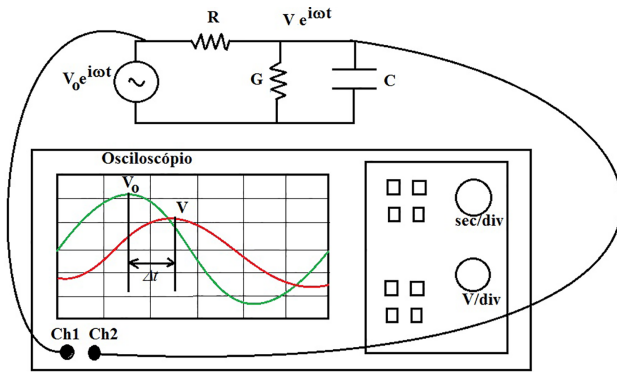 R
V e^iωt
V₀e^iωt
G
C
Osciloscópio
V₀
V
Δt
sec/div
V/div
Ch1
Ch2